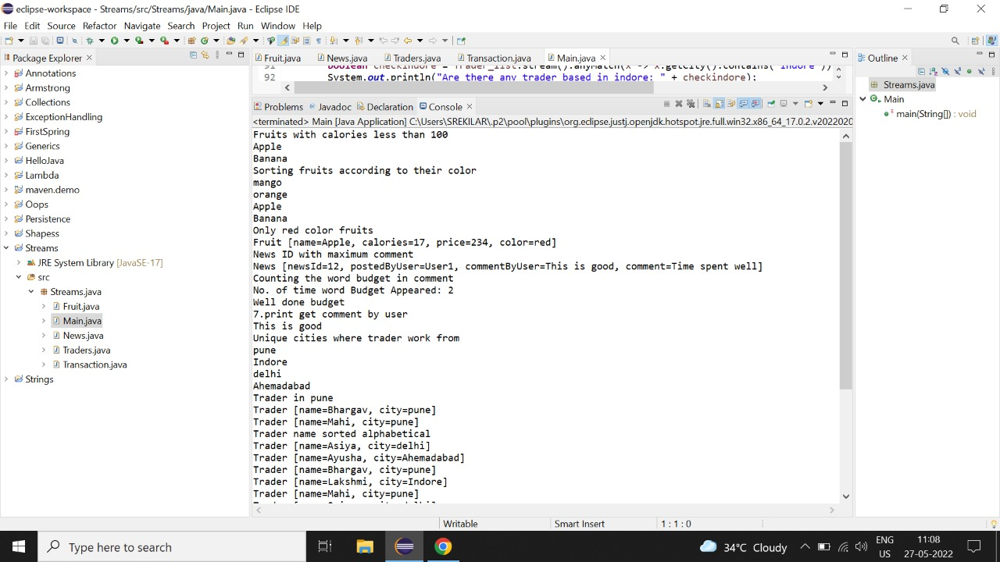 eclipse-workspace - Streams/src/Streams/java/Main.java - Eclipse IDE
File Edit Source Refactor Navigate Search Project Run Window Help
Package Explorer
Annotations
Armstrong
Collections
ExceptionHandling
FirstSpring
Generics
HelloJava
Lambda
maven.demo
Oops
Persistence
Shapess
Streams
JRE System Library [JavaSE-17]
src
Streams.java
Fruit.java
Main.java
News.java
Traders.java
Transaction.java
Strings
Fruit.java News.java Traders.java Transaction.java Main.java
91 boolean checkindore = Trader_list.stream().anyMatch(x -> x.getCity().contains("Indore"))
92 System.out.println("Are there any trader based in indore: " + checkindore);
Problems Javadoc Declaration Console
<terminated> Main [Java Application] C:\Users\SREKILAR\.p2\pool\plugins\org.eclipse.justj.openjdk.hotspot.jre.full.win32.x86_64_17.0.2.v2022020
Fruits with calories less than 100
Apple
Banana
Sorting fruits according to their color
mango
orange
Apple
Banana
Only red color fruits
Fruit [name=Apple, calories=17, price=234, color=red]
News ID with maximum comment
News [newsId=12, postedByUser=User1, commentByUser=This is good, comment=Time spent well]
Counting the word budget in comment
No. of time word Budget Appeared: 2
Well done budget
7.print get comment by user
This is good
Unique cities where trader work from
pune
Indore
delhi
Ahemadabad
Trader in pune
Trader [name=Bhargav, city=pune]
Trader [name=Mahi, city=pune]
Trader name sorted alphabetical
Trader [name=Asiya, city=delhi]
Trader [name=Ayusha, city=Ahemadabad]
Trader [name=Bhargav, city=pune]
Trader [name=Lakshmi, city=Indore]
Trader [name=Mahi, city=pune]
Outline
Streams.java
Main
main(String[]) : void
Writable Smart Insert 1 : 1 : 0
Type here to search
34°C Cloudy
ENG
US
11:08
27-05-2022